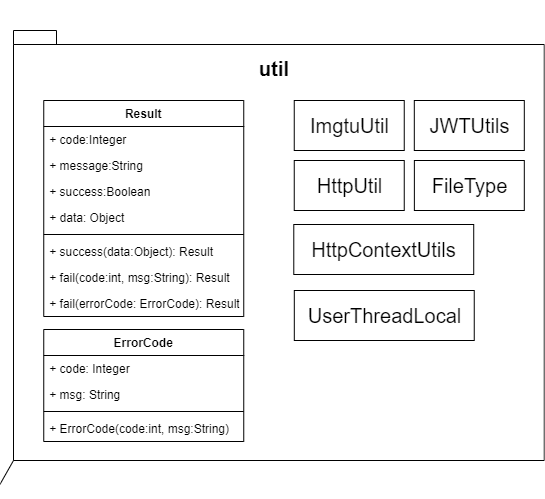 util
Result
+ code:Integer
+ message:String
+ success:Boolean
+ data: Object
+ success(data:Object): Result
+ fail(code:int, msg:String): Result
+ fail(errorCode: ErrorCode): Result
ErrorCode
+ code: Integer
+ msg: String
+ ErrorCode(code:int, msg:String)
ImgtuUtil
JWTUtils
HttpUtil
FileType
HttpContextUtils
UserThreadLocal